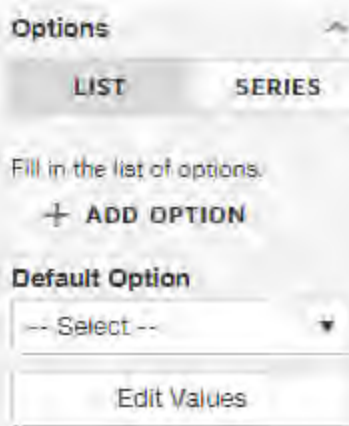 Options
LIST SERIES
Fill in the list of options.
+ ADD OPTION
Default Option
-- Select --
Edit Values